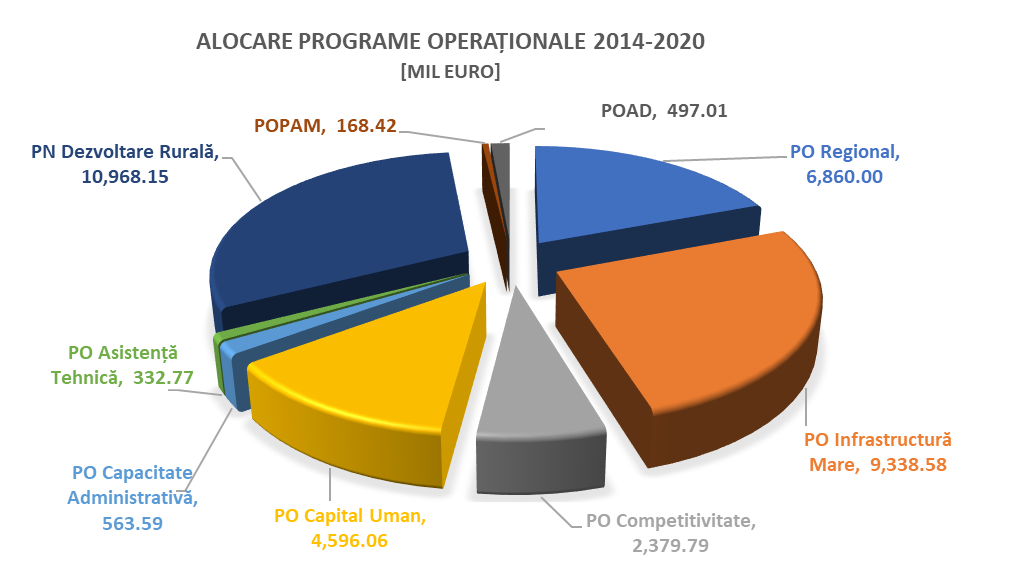 ALOCARE PROGRAME OPERAȚIONALE 2014-2020
[MIL EURO]
POAD, 497.01
POPAM, 168.42
PN Dezvoltare Rurală,
10,968.15
PO Regional,
6,860.00
PO Asistență
Tehnică, 332.77
PO Infrastructură
Mare, 9,338.58
PO Capacitate
Administrativă,
563.59
PO Capital Uman,
4,596.06
PO Competitivitate,
2,379.79